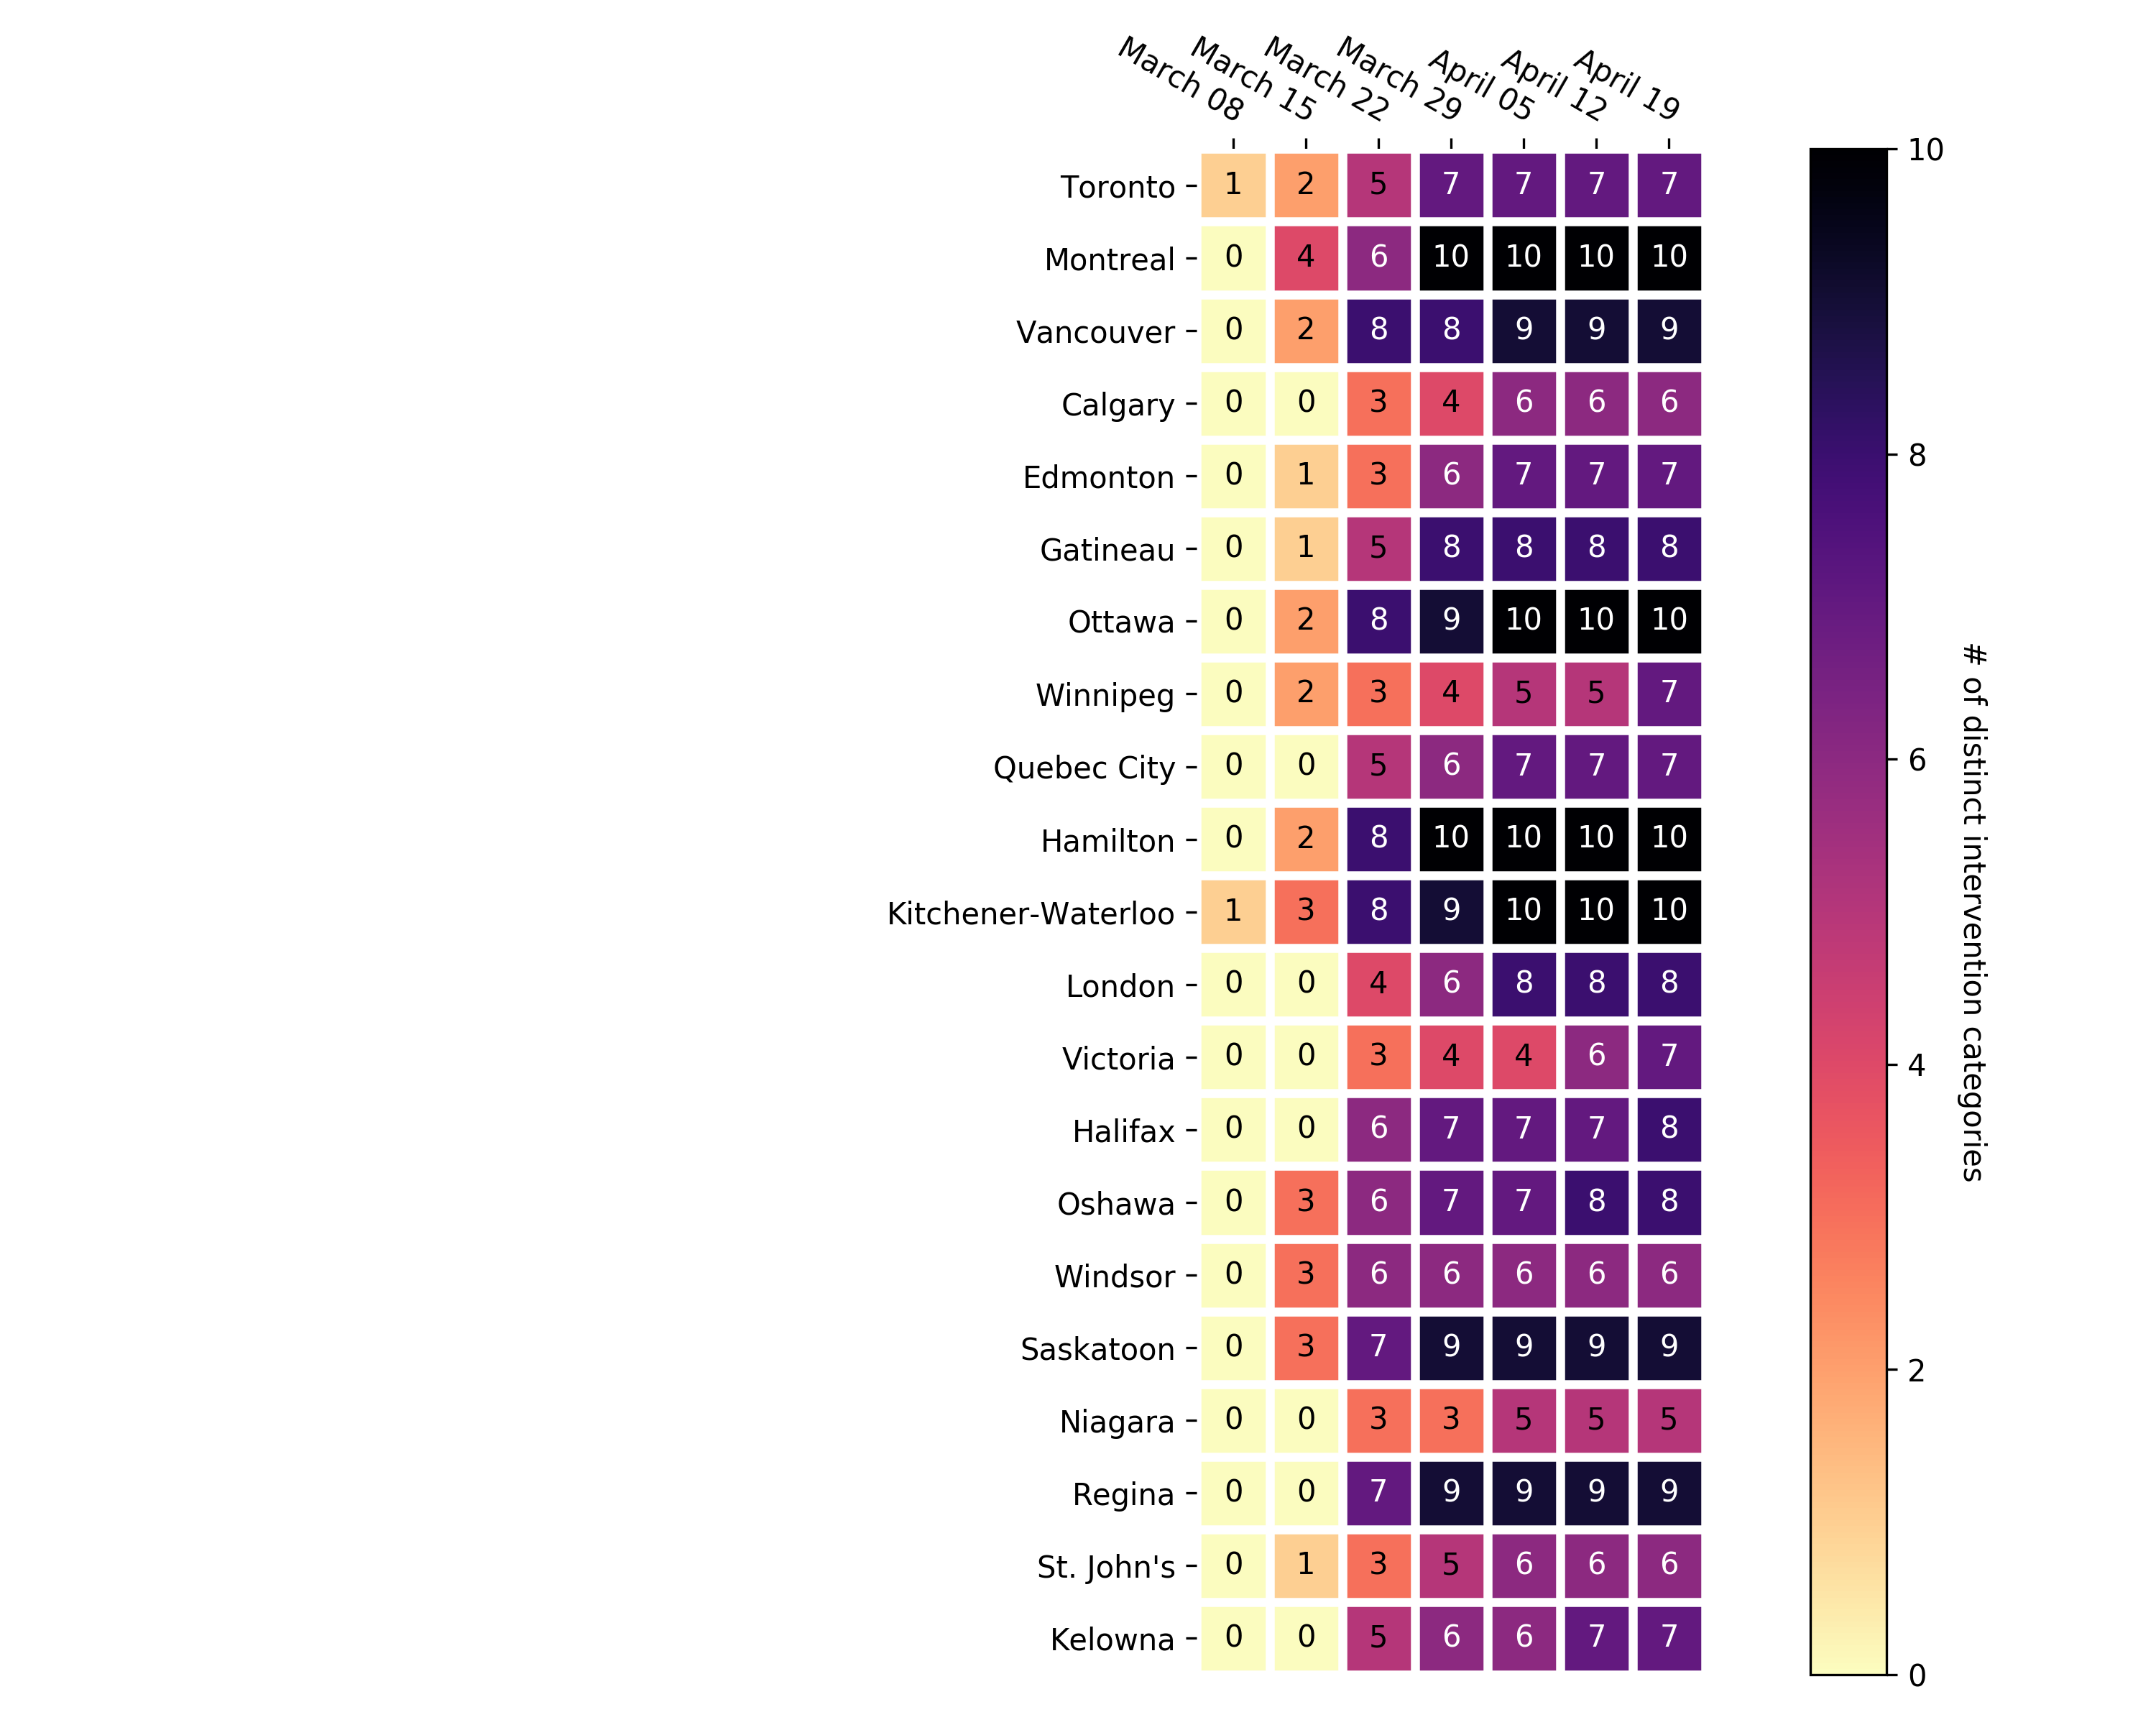 March 08 March 15 March 22 March 29 April 05 April 12 April 19
Toronto 1 2 5 7 7 7 7
Montreal 0 4 6 10 10 10 10
Vancouver 0 2 8 8 9 9 9
Calgary 0 0 3 4 6 6 6
Edmonton 0 1 3 6 7 7 7
Gatineau 0 1 5 8 8 8 8
Ottawa 0 2 8 9 10 10 10
Winnipeg 0 2 3 4 5 5 7
Quebec City 0 0 5 6 7 7 7
Hamilton 0 2 8 10 10 10 10
Kitchener-Waterloo 1 3 8 9 10 10 10
London 0 0 4 6 8 8 8
Victoria 0 0 3 4 4 6 7
Halifax 0 0 6 7 7 7 8
Oshawa 0 3 6 7 7 8 8
Windsor 0 3 6 6 6 6 6
Saskatoon 0 3 7 9 9 9 9
Niagara 0 0 3 3 5 5 5
Regina 0 0 7 9 9 9 9
St. John's 0 1 3 5 6 6 6
Kelowna 0 0 5 6 6 7 7
10
8
6
4
2
0
# of distinct intervention categories